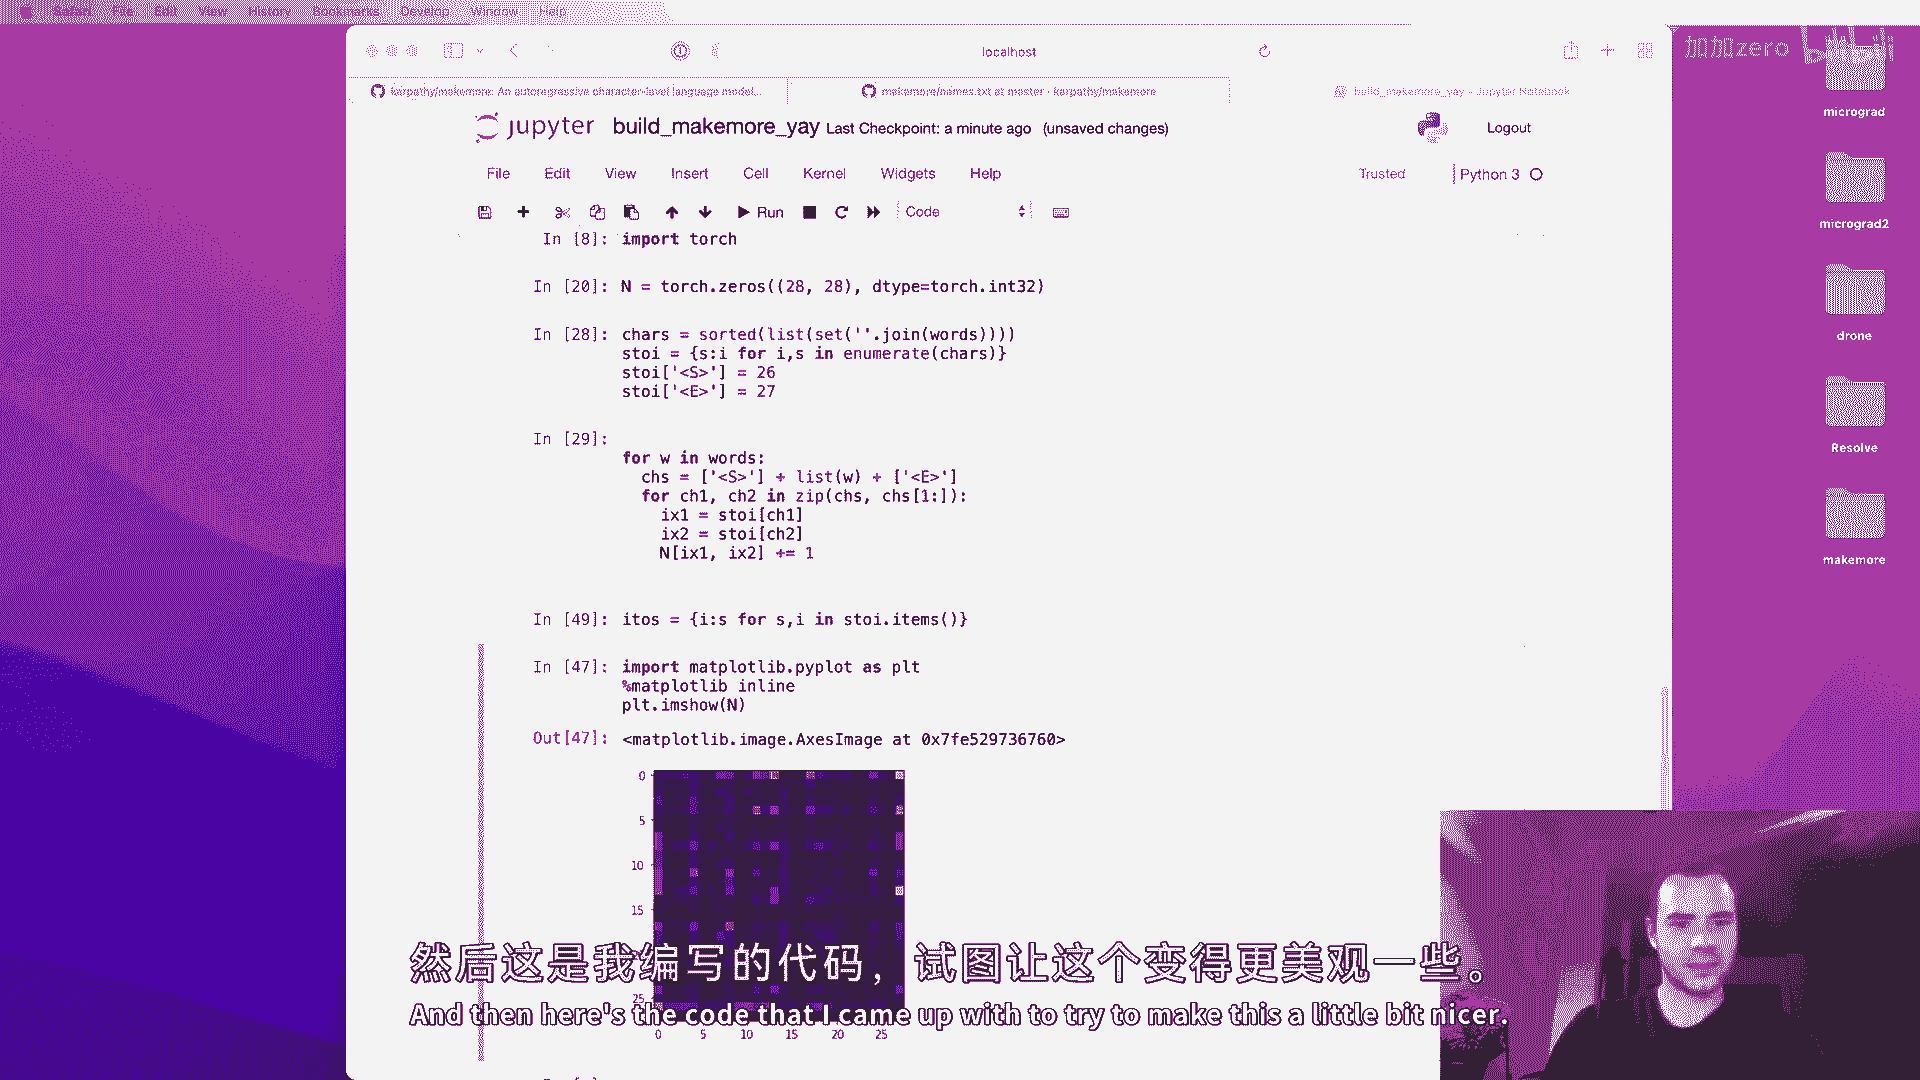 Safari File Edit View History Bookmarks Develop Window Help
localhost
加加zero bilibili
karpathy/makemore: An autoregressive character-level language model...
makemore/names.txt at master · karpathy/makemore
build_makemore_yay - Jupyter Notebook
jupyter build_makemore_yay Last Checkpoint: a minute ago (unsaved changes)
Logout
File Edit View Insert Cell Kernel Widgets Help
Trusted
Python 3
Run
Code
In [8]: import torch
In [20]: N = torch.zeros((28, 28), dtype=torch.int32)
In [28]: chars = sorted(list(set(''.join(words))))
stoi = {s:i for i,s in enumerate(chars)}
stoi['<S>'] = 26
stoi['<E>'] = 27
In [29]:
for w in words:
chs = ['<S>'] + list(w) + ['<E>']
for ch1, ch2 in zip(chs, chs[1:]):
ix1 = stoi[ch1]
ix2 = stoi[ch2]
N[ix1, ix2] += 1
In [49]: itos = {i:s for s,i in stoi.items()}
In [47]: import matplotlib.pyplot as plt
%matplotlib inline
plt.imshow(N)
Out[47]: <matplotlib.image.AxesImage at 0x7fe529736760>
0
5
10
15
25
0 5 10 15 20 25
micrograd
micrograd2
drone
Resolve
makemore
然后这是我编写的代码，试图让这个变得更美观一些。
And then here's the code that I came up with to try to make this a little bit nicer.